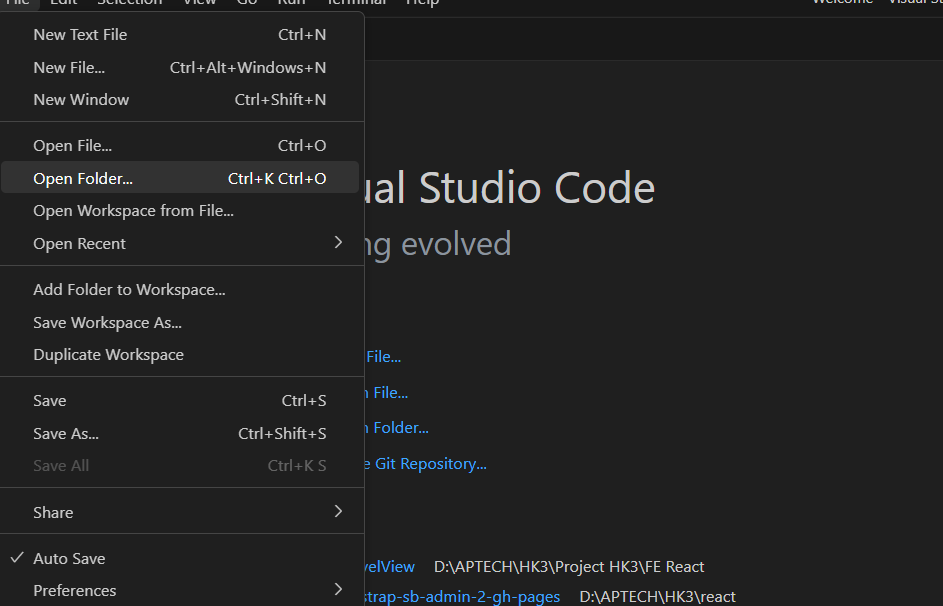 File Edit Selection View Go Run Terminal Help Welcome
New Text File Ctrl+N
New File... Ctrl+Alt+Windows+N
New Window Ctrl+Shift+N
Open File... Ctrl+O
Open Folder... Ctrl+K Ctrl+O
Open Workspace from File...
Open Recent
Add Folder to Workspace...
Save Workspace As...
Duplicate Workspace
Save Ctrl+S
Save As... Ctrl+Shift+S
Save All Ctrl+K S
Share
Auto Save
Preferences
Studio Code
evolved
File...
File...
Folder...
Git Repository...
velView D:\APTECH\HK3\Project HK3\FE React
strap-sb-admin-2-gh-pages D:\APTECH\HK3\react